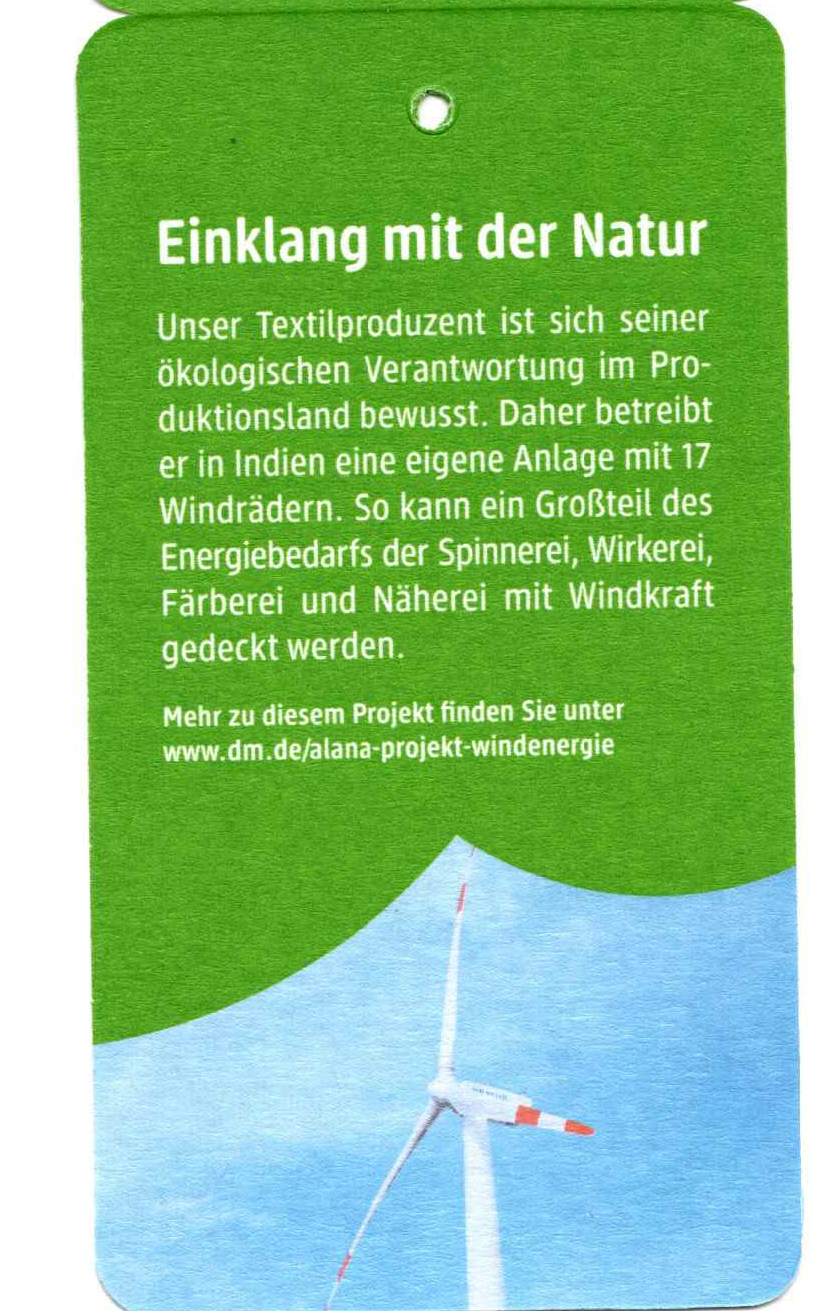 Einklang mit der Natur
Unser Textilproduzent ist sich seiner
ökologischen Verantwortung im Pro-
duktionsland bewusst. Daher betreibt
er in Indien eine eigene Anlage mit 17
Windrädern. So kann ein Großteil des
Energiebedarfs der Spinnerei, Wirkerei,
Färberei und Näherei mit Windkraft
gedeckt werden.
Mehr zu diesem Projekt finden Sie unter
www.dm.de/alana-projekt-windenergie